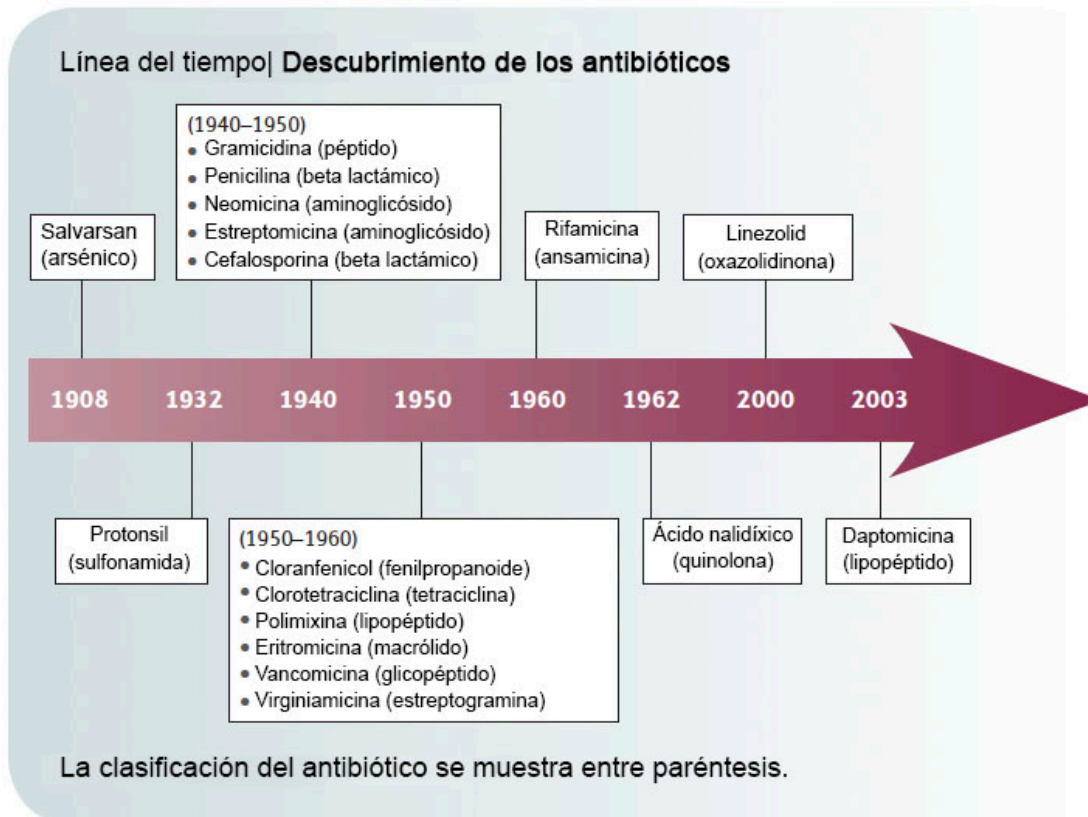 Línea del tiempo| Descubrimiento de los antibióticos
(1940–1950)
• Gramicidina (péptido)
• Penicilina (beta lactámico)
• Neomicina (aminoglicósido)
• Estreptomicina (aminoglicósido)
• Cefalosporina (beta lactámico)
Salvarsan
(arsénico)
Rifamicina
(ansamicina)
Linezolid
(oxazolidinona)
1908 1932 1940 1950 1960 1962 2000 2003
Protonsil
(sulfonamida)
(1950–1960)
• Cloranfenicol (fenilpropanoide)
• Clorotetraciclina (tetraciclina)
• Polimixina (lipopéptido)
• Eritromicina (macrólido)
• Vancomicina (glicopéptido)
• Virginiamicina (estreptogramina)
Ácido nalidíxico
(quinolona)
Daptomicina
(lipopéptido)
La clasificación del antibiótico se muestra entre paréntesis.